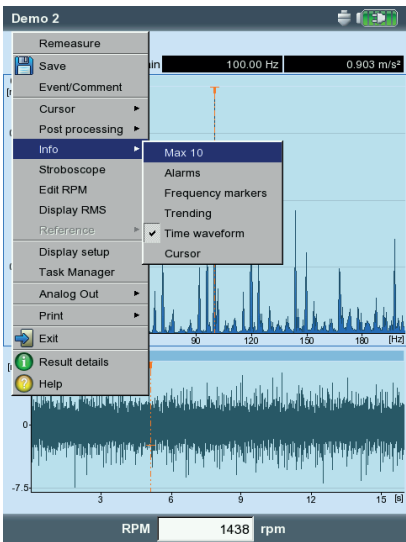 Demo 2
Remeasure
Save
in 100.00 Hz 0.903 m/s²
Event/Comment
Cursor
Post processing
Info
Max 10
Stroboscope
Alarms
Edit RPM
Frequency markers
Display RMS
Trending
Reference
Time waveform
Display setup
Cursor
Task Manager
Analog Out
Print
Exit
90 120 150 180 [Hz]
Result details
Help
0
-7.5
3 6 9 12 15 [s]
RPM 1438 rpm